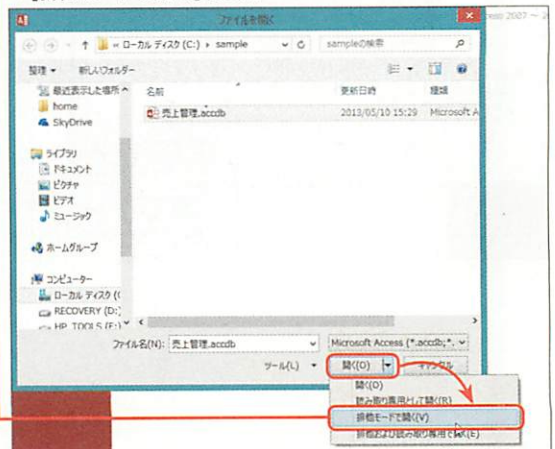 ファイルを開く
« ローカル ディスク (C:) ▸ sample
sampleの検索
整理 ▾ 新しいフォルダー
最近表示した場所
home
SkyDrive
ライブラリ
ドキュメント
ピクチャ
ビデオ
ミュージック
ホームグループ
コンピューター
ローカル ディスク (C
RECOVERY (D:)
HP_TOOLS (E:)
名前 更新日時 種類
売上管理.accdb 2013/05/10 15:29 Microsoft A
ファイル名(N): 売上管理.accdb
Microsoft Access (*.accdb;*.
ツール(L)
開く(O)
キャンセル
開く(O)
読み取り専用として開く(R)
排他モードで開く(V)
排他および読み取り専用で開く(E)